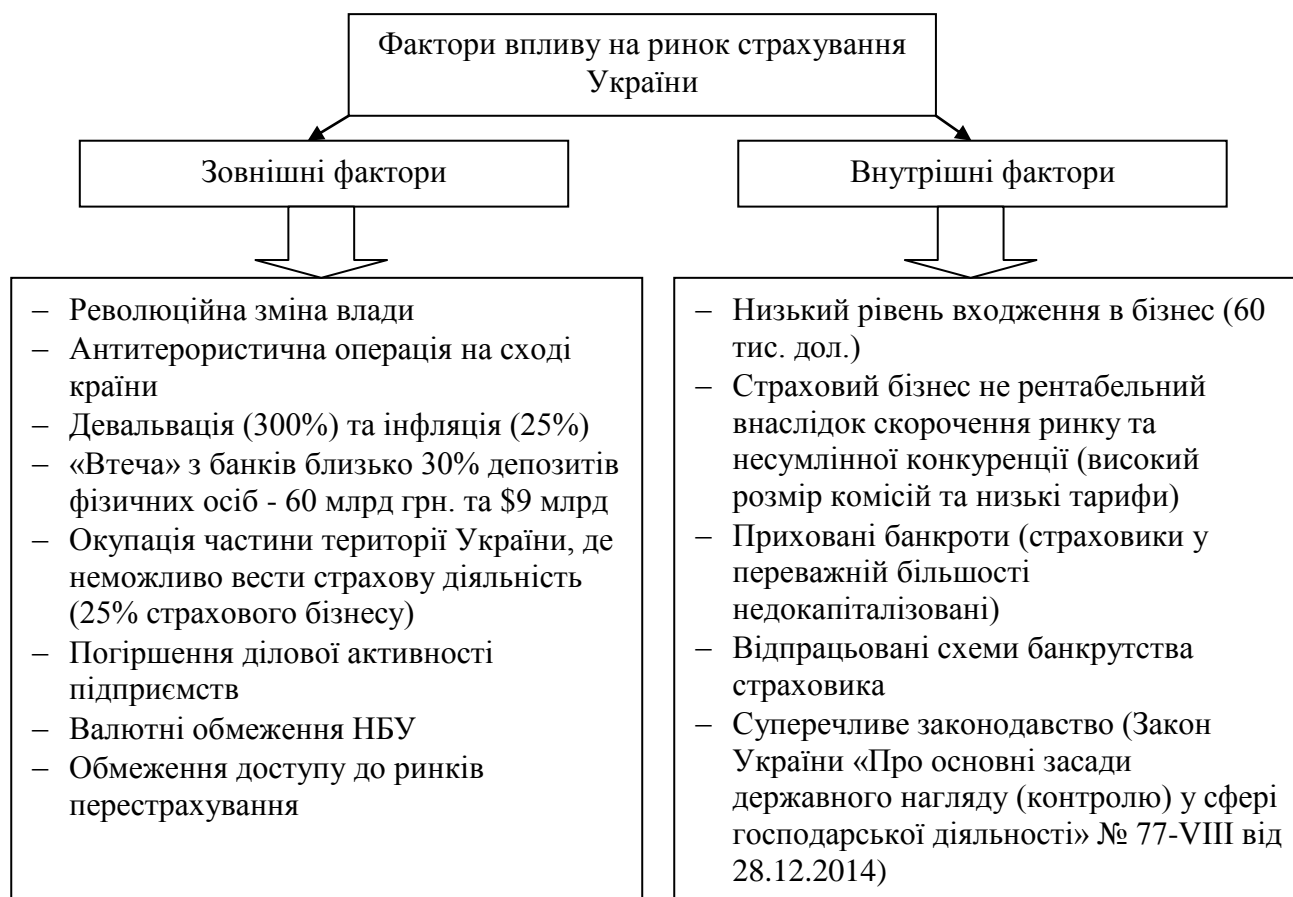 Фактори впливу на ринок страхування
України
Зовнішні фактори
Внутрішні фактори
– Революційна зміна влади
– Антитерористична операція на сході
країни
– Девальвація (300%) та інфляція (25%)
– «Втеча» з банків близько 30% депозитів
фізичних осіб - 60 млрд грн. та $9 млрд
– Окупація частини території України, де
неможливо вести страхову діяльність
(25% страхового бізнесу)
– Погіршення ділової активності
підприємств
– Валютні обмеження НБУ
– Обмеження доступу до ринків
перестрахування
– Низький рівень входження в бізнес (60
тис. дол.)
– Страховий бізнес не рентабельний
внаслідок скорочення ринку та
несумлінної конкуренції (високий
розмір комісій та низькі тарифи)
– Приховані банкроти (страховики у
переважній більшості
недокапіталізовані)
– Відпрацьовані схеми банкрутства
страховика
– Суперечливе законодавство (Закон
України «Про основні засади
державного нагляду (контролю) у сфері
господарської діяльності» № 77-VIII від
28.12.2014)